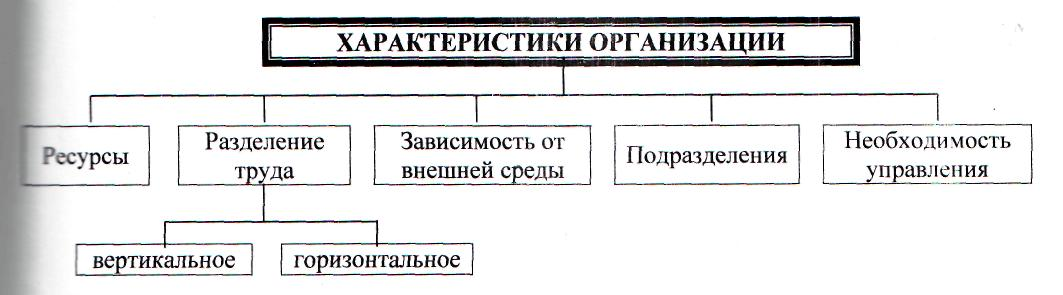 ХАРАКТЕРИСТИКИ ОРГАНИЗАЦИИ
Ресурсы
Разделение
труда
Зависимость от
внешней среды
Подразделения
Необходимость
управления
вертикальное
горизонтальное